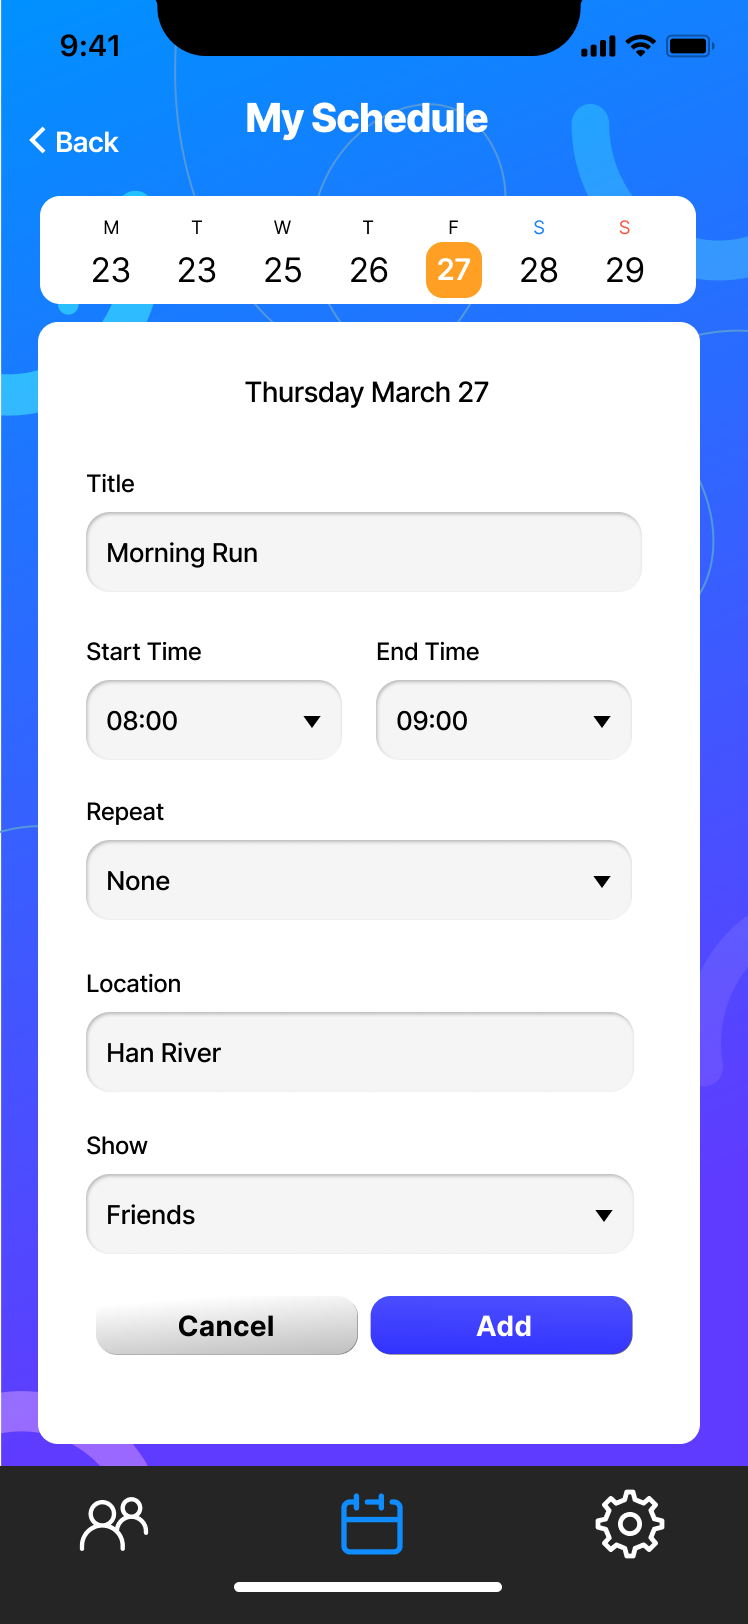 9:41
My Schedule
Back
M T W T F S S
23 23 25 26 27 28 29
Thursday March 27
Title
Morning Run
Start Time End Time
08:00 09:00
Repeat
None
Location
Han River
Show
Friends
Cancel Add